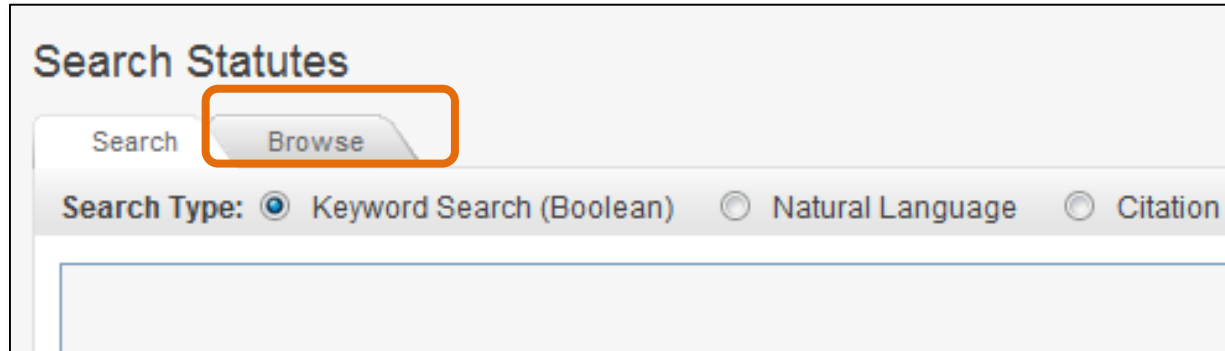 Search Statutes
Search Browse
Search Type: Keyword Search (Boolean) Natural Language Citation